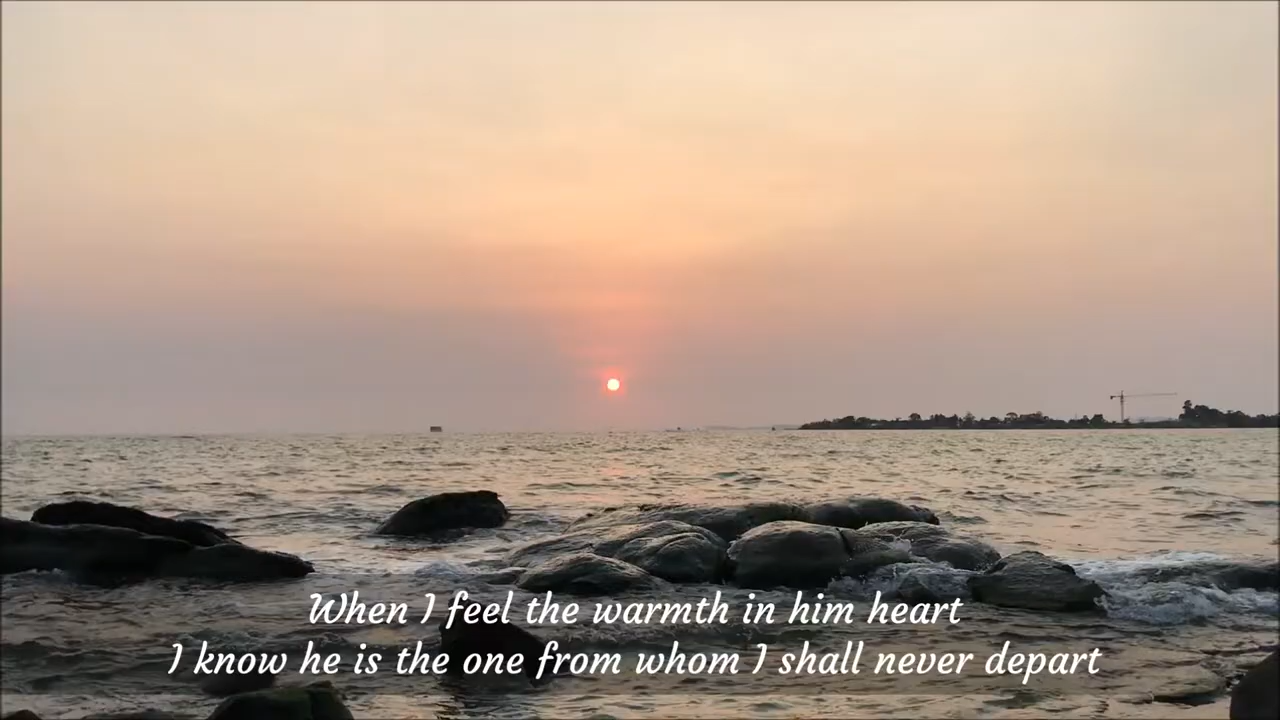 When I feel the warmth in him heart
I know he is the one from whom I shall never depart